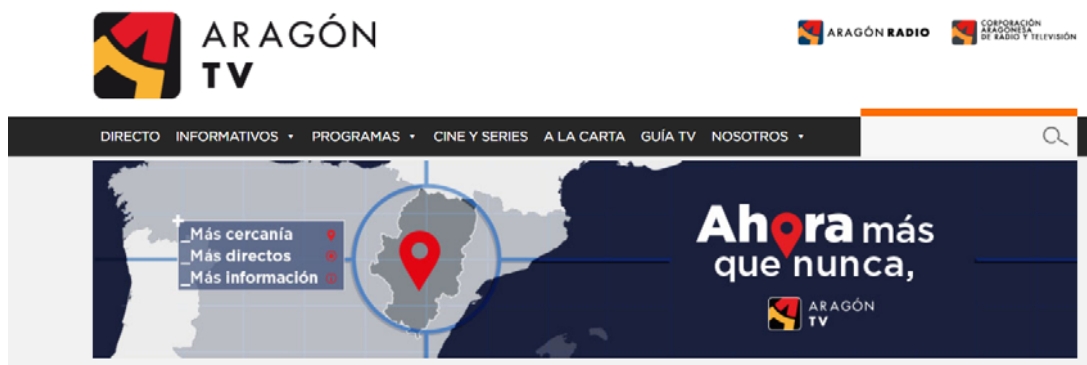 ARAGÓN
TV
ARAGÓN RADIO
CORPORACIÓN
ARAGONESA
DE RADIO Y TELEVISIÓN
DIRECTO INFORMATIVOS PROGRAMAS CINE Y SERIES A LA CARTA GUÍA TV NOSOTROS
_Más cercanía
_Más directos
_Más información
Ahora más
que nunca,
ARAGÓN
TV